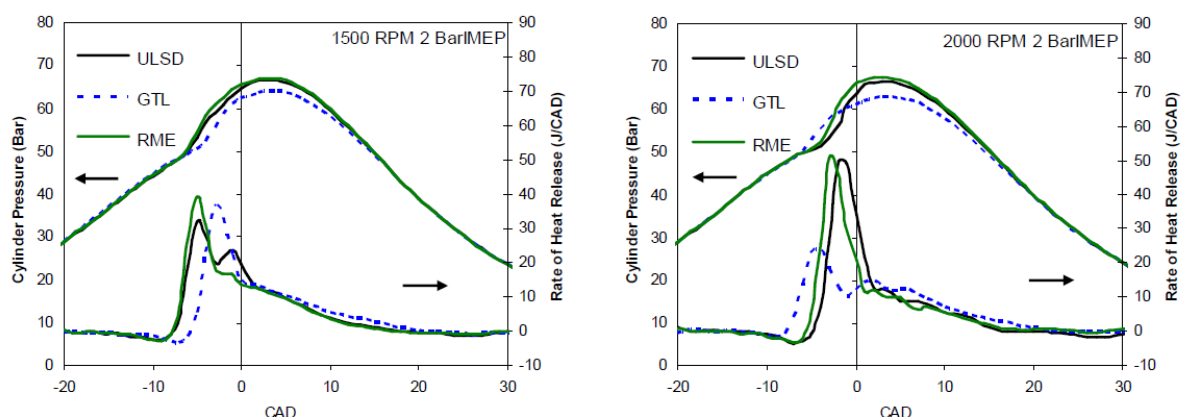 1500 RPM 2 BarIMEP
ULSD
GTL
RME
Cylinder Pressure (Bar)
80
70
60
50
40
30
20
10
0
Rate of Heat Release (J/CAD)
90
80
70
60
50
40
30
20
10
0
-10
-20 -10 0 10 20 30
CAD
2000 RPM 2 BarIMEP
ULSD
GTL
RME
Cylinder Pressure (Bar)
80
70
60
50
40
30
20
10
0
Rate of Heat Release (J/CAD)
90
80
70
60
50
40
30
20
10
0
-10
-20 -10 0 10 20 30
CAD